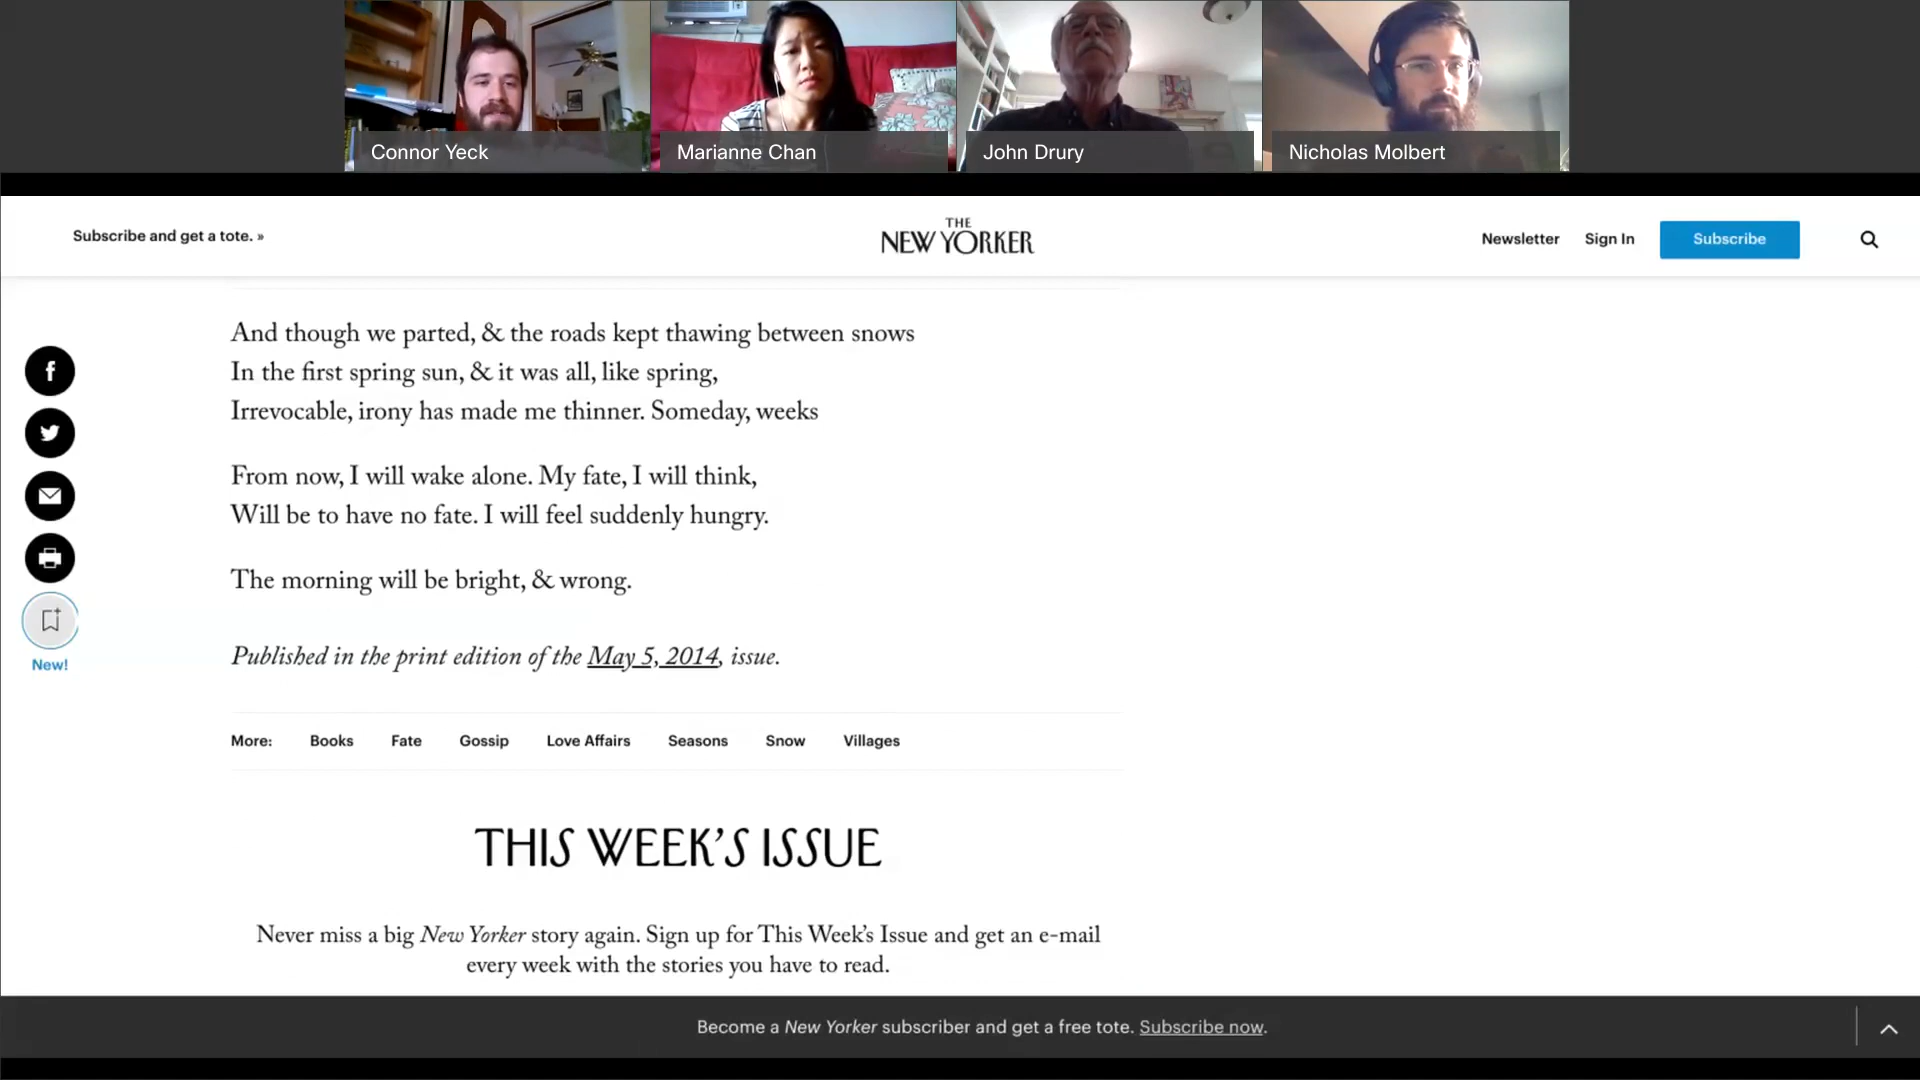 Connor Yeck
Marianne Chan
John Drury
Nicholas Molbert
Subscribe and get a tote. »
THE
NEW YORKER
Newsletter
Sign In
Subscribe
And though we parted, & the roads kept thawing between snows
In the first spring sun, & it was all, like spring,
Irrevocable, irony has made me thinner. Someday, weeks
From now, I will wake alone. My fate, I will think,
Will be to have no fate. I will feel suddenly hungry.
The morning will be bright, & wrong.
New!
Published in the print edition of the May 5, 2014, issue.
More: Books Fate Gossip Love Affairs Seasons Snow Villages
THIS WEEK’S ISSUE
Never miss a big New Yorker story again. Sign up for This Week’s Issue and get an e-mail
every week with the stories you have to read.
Become a New Yorker subscriber and get a free tote. Subscribe now.